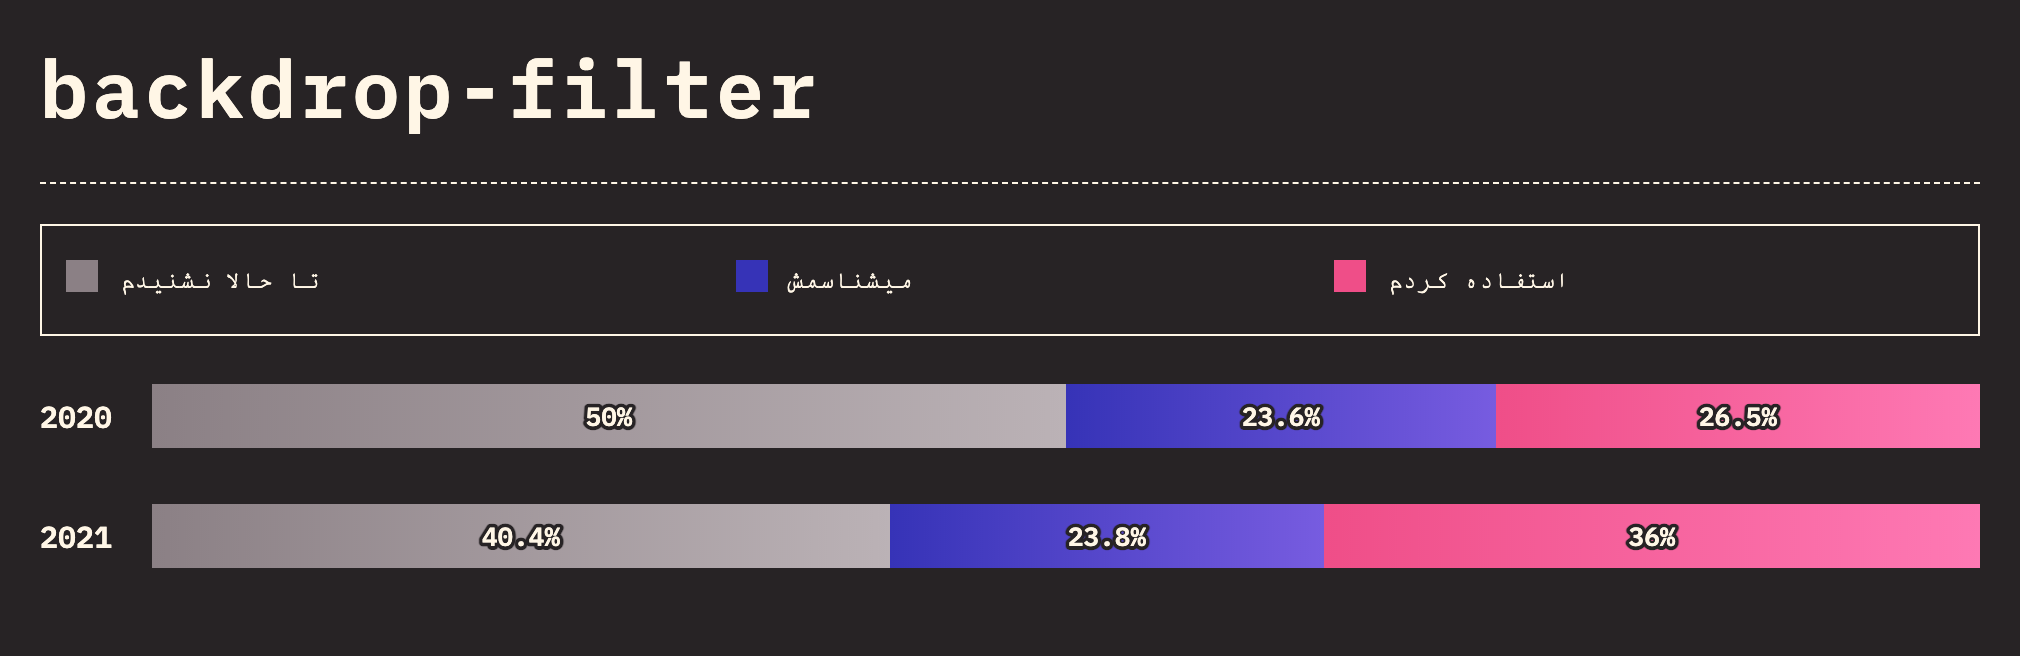 backdrop-filter
تا حالا نشنیدم
میشناسمش
استفاده کردم
2020 50% 23.6% 26.5%
2021 40.4% 23.8% 36%